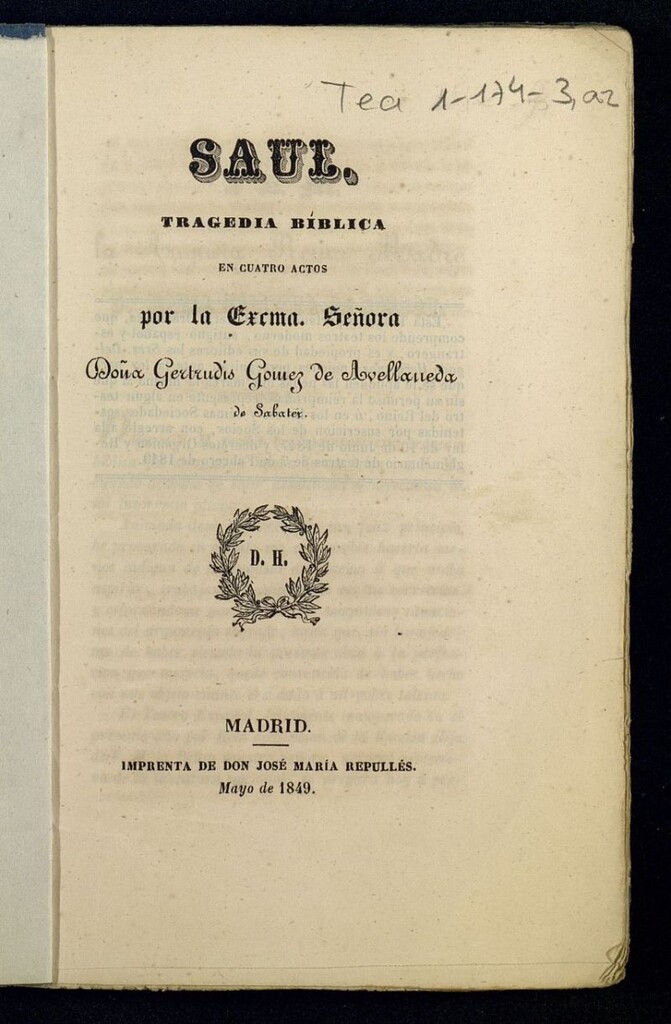 Tea 1-174-3, a2
SAUL.
TRAGEDIA BÍBLICA
EN CUATRO ACTOS
por la Excma. Señora
Doña Gertrudis Gomez de Avellaneda
de Sabater.
D. H.
MADRID.
IMPRENTA DE DON JOSÉ MARÍA REPULLÉS.
Mayo de 1849.